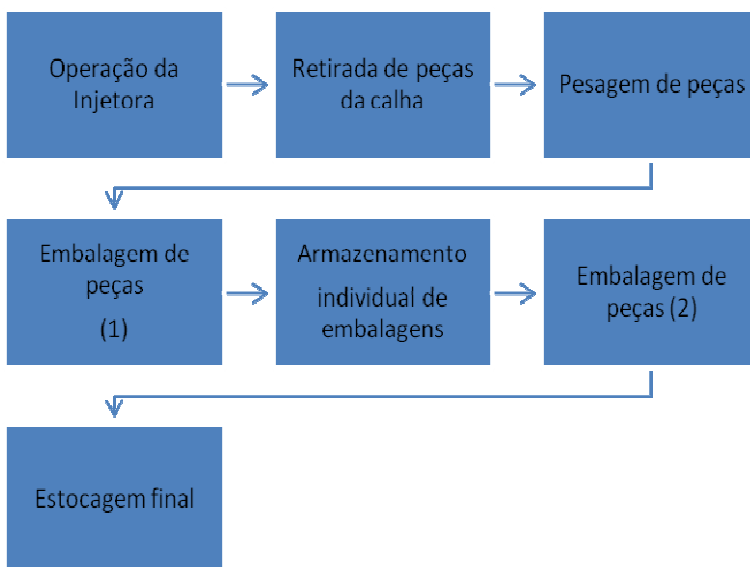 Operação da
Injetora
Retirada de peças
da calha
Pesagem de peças
Embalagem de
peças
(1)
Armazenamento
individual de
embalagens
Embalagem de
peças (2)
Estocagem final